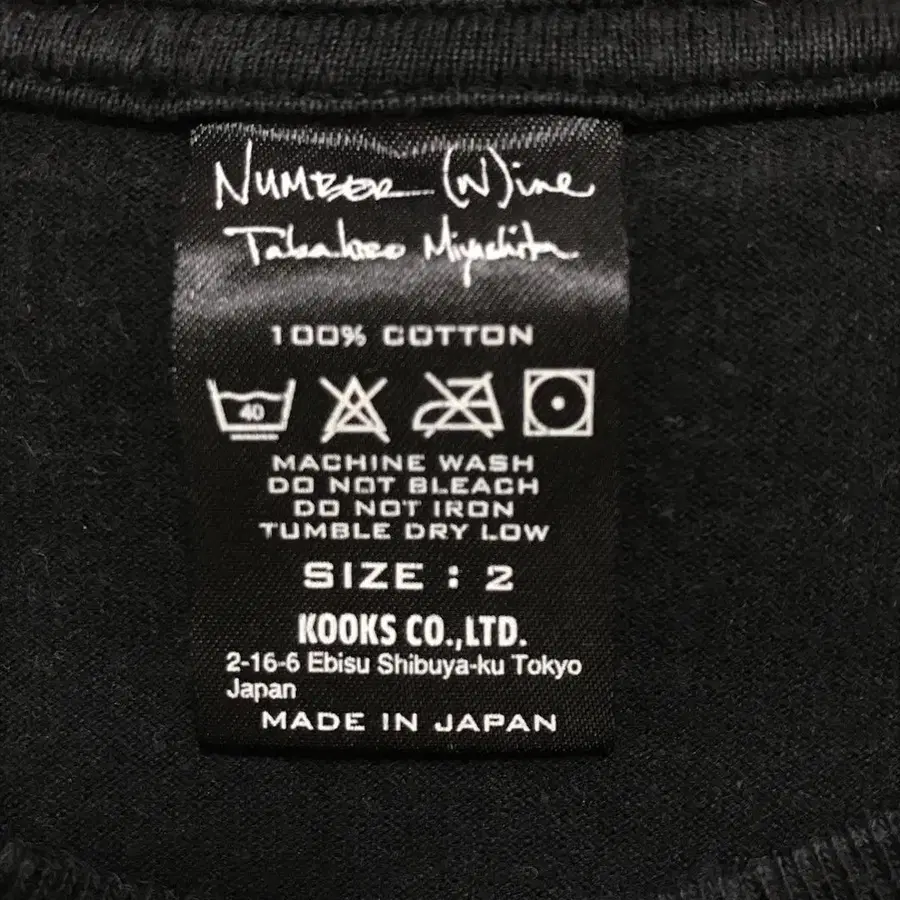 NUMBER (N)ine
Takahiro Miyashita
100% COTTON
40
MACHINE WASH
DO NOT BLEACH
DO NOT IRON
TUMBLE DRY LOW
SIZE : 2
KOOKS CO.,LTD.
2-16-6 Ebisu Shibuya-ku Tokyo
Japan
MADE IN JAPAN